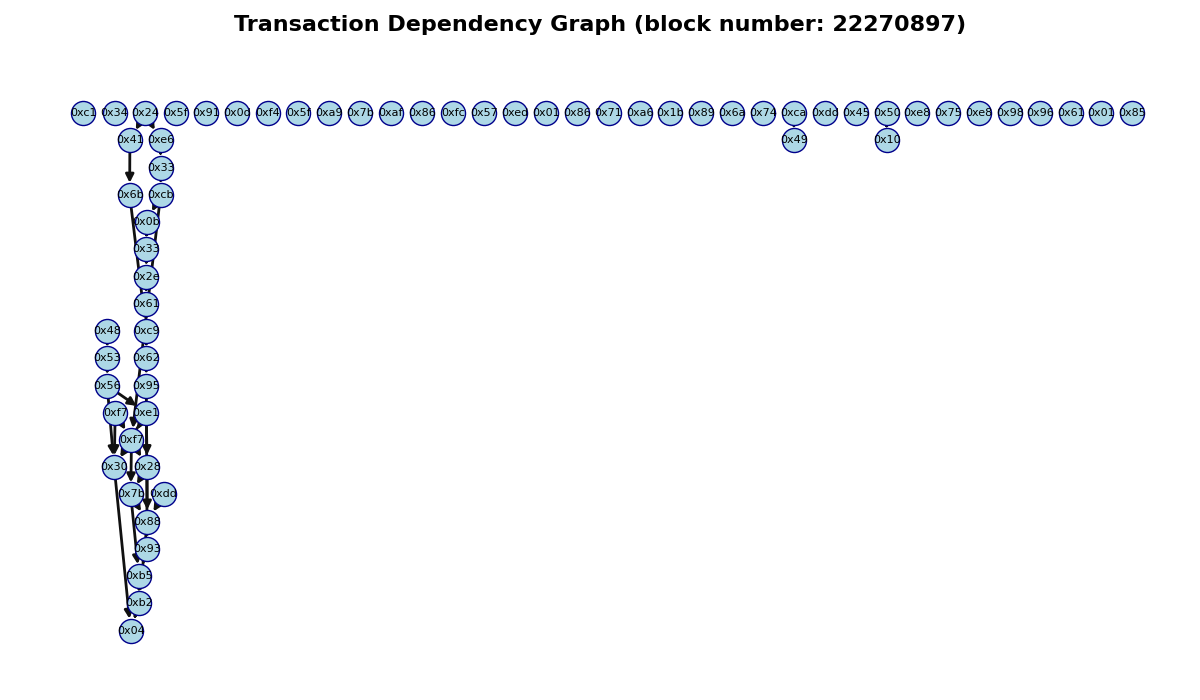 Transaction Dependency Graph (block number: 22270897)
0xc1 0x34 0x24 0x5f 0x91 0x0d 0xf4 0x5f 0xa9 0x7b 0xaf 0x86 0xfc 0x57 0xed 0x01 0x86 0x71 0xa6 0x1b 0x89 0x6a 0x74 0xca 0xdd 0x45 0x50 0xe8 0x75 0xe8 0x98 0x96 0x61 0x01 0x85
0x41 0xe6 0x49 0x10
0x33
0x6b 0xcb
0x0b
0x33
0x2e
0x61
0x48 0xc9
0x53 0x62
0x56 0x95
0xf7 0xe1
0xf7
0x30 0x28
0x7b
0x88
0x93
0xb5
0xb2
0x04